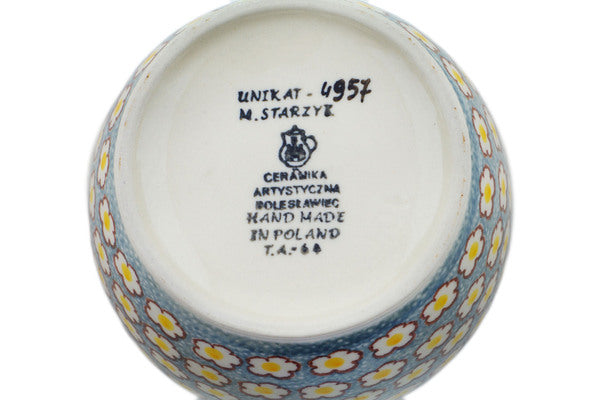 UNIKAT - 4957
M. STARZYK
CERAMIKA
ARTYSTYCZNA
BOLESŁAWIEC
HAND MADE
IN POLAND
T.A.-64